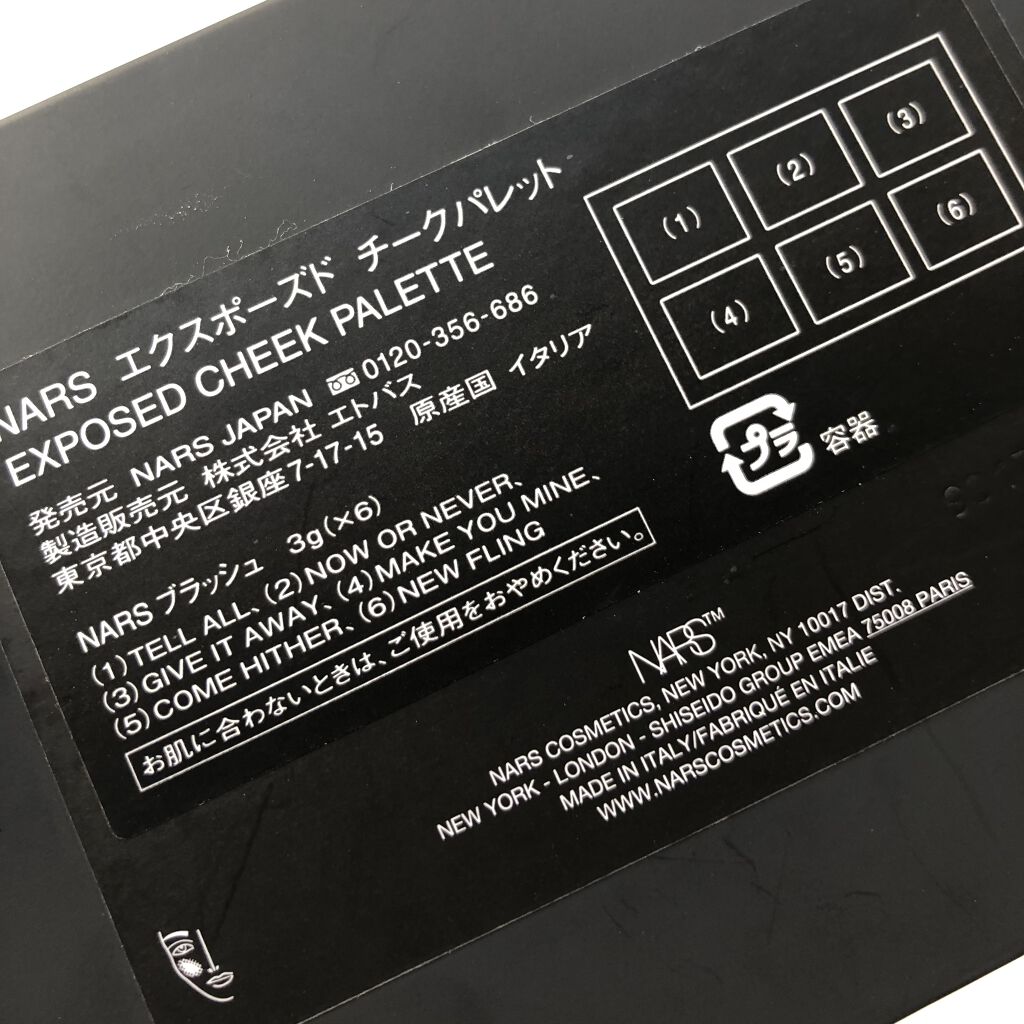 NARS エクスポーズド チークパレット
EXPOSED CHEEK PALETTE
発売元 NARS JAPAN 0120-356-686
製造販売元 株式会社 エトバス
東京都中央区銀座7-17-15 原産国 イタリア
NARS ブラッシュ 3g(×6)
(1)TELL ALL、(2)NOW OR NEVER、
(3)GIVE IT AWAY、(4)MAKE YOU MINE、
(5)COME HITHER、(6)NEW FLING
お肌に合わないときは、ご使用をおやめください。
(1) (2) (3)
(4) (5) (6)
プラ 容器
NARS™
NARS COSMETICS, NEW YORK, NY 10017 DIST.
NEW YORK - LONDON - SHISEIDO GROUP EMEA 75008 PARIS
MADE IN ITALY/FABRIQUÉ EN ITALIE
WWW.NARSCOSMETICS.COM